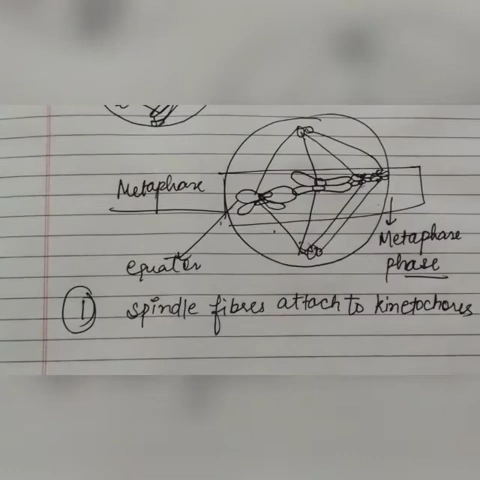 Metaphase
Metaphase
phase
equator
① spindle fibres attach to kinetochores